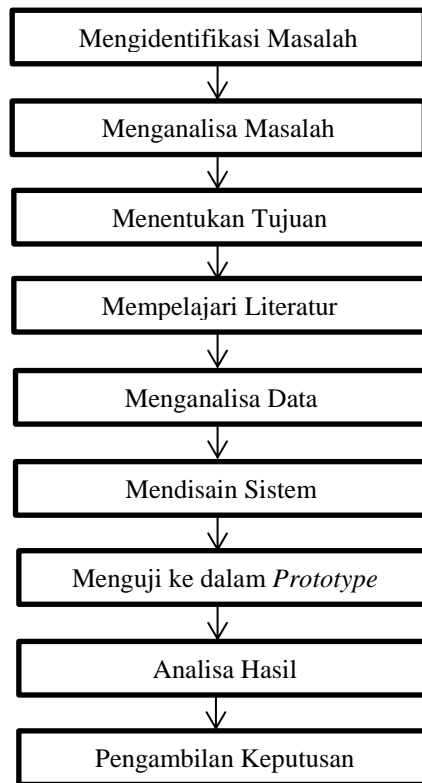 Mengidentifikasi Masalah
Menganalisa Masalah
Menentukan Tujuan
Mempelajari Literatur
Menganalisa Data
Mendisain Sistem
Menguji ke dalam Prototype
Analisa Hasil
Pengambilan Keputusan